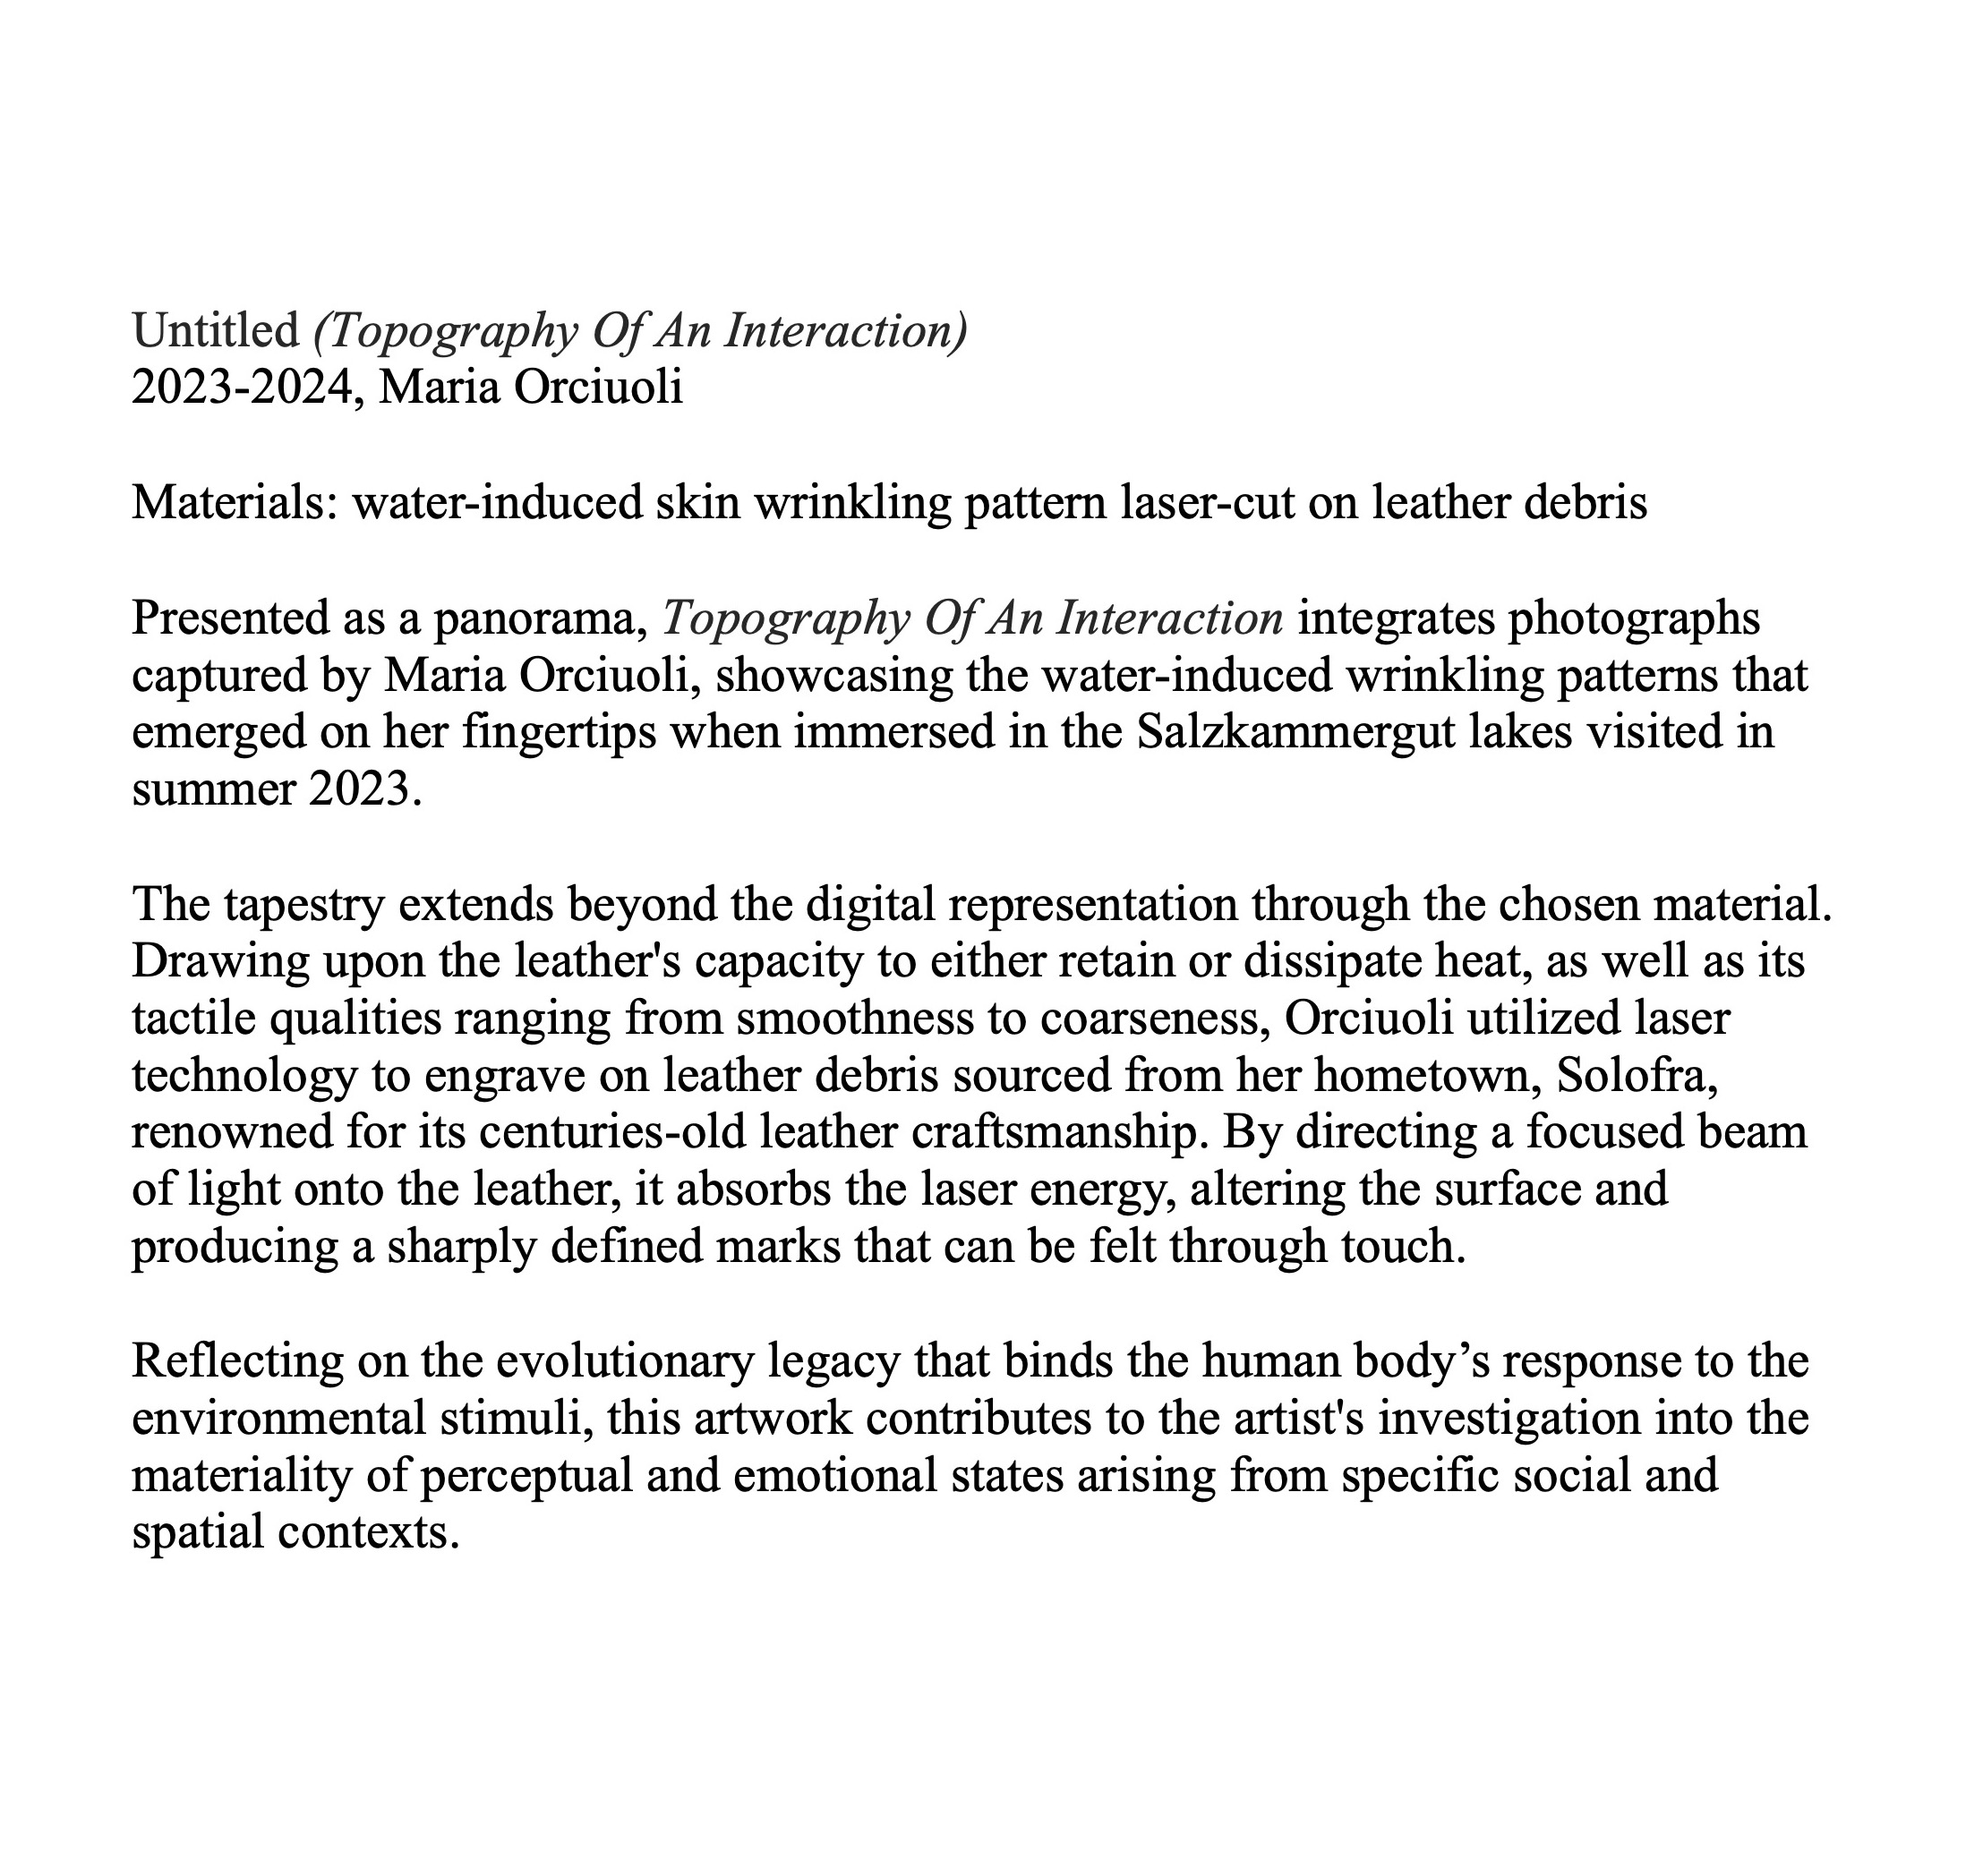 Untitled (Topography Of An Interaction)
2023-2024, Maria Orciuoli
Materials: water-induced skin wrinkling pattern laser-cut on leather debris
Presented as a panorama, Topography Of An Interaction integrates photographs
captured by Maria Orciuoli, showcasing the water-induced wrinkling patterns that
emerged on her fingertips when immersed in the Salzkammergut lakes visited in
summer 2023.
The tapestry extends beyond the digital representation through the chosen material.
Drawing upon the leather's capacity to either retain or dissipate heat, as well as its
tactile qualities ranging from smoothness to coarseness, Orciuoli utilized laser
technology to engrave on leather debris sourced from her hometown, Solofra,
renowned for its centuries-old leather craftsmanship. By directing a focused beam
of light onto the leather, it absorbs the laser energy, altering the surface and
producing a sharply defined marks that can be felt through touch.
Reflecting on the evolutionary legacy that binds the human body’s response to the
environmental stimuli, this artwork contributes to the artist's investigation into the
materiality of perceptual and emotional states arising from specific social and
spatial contexts.